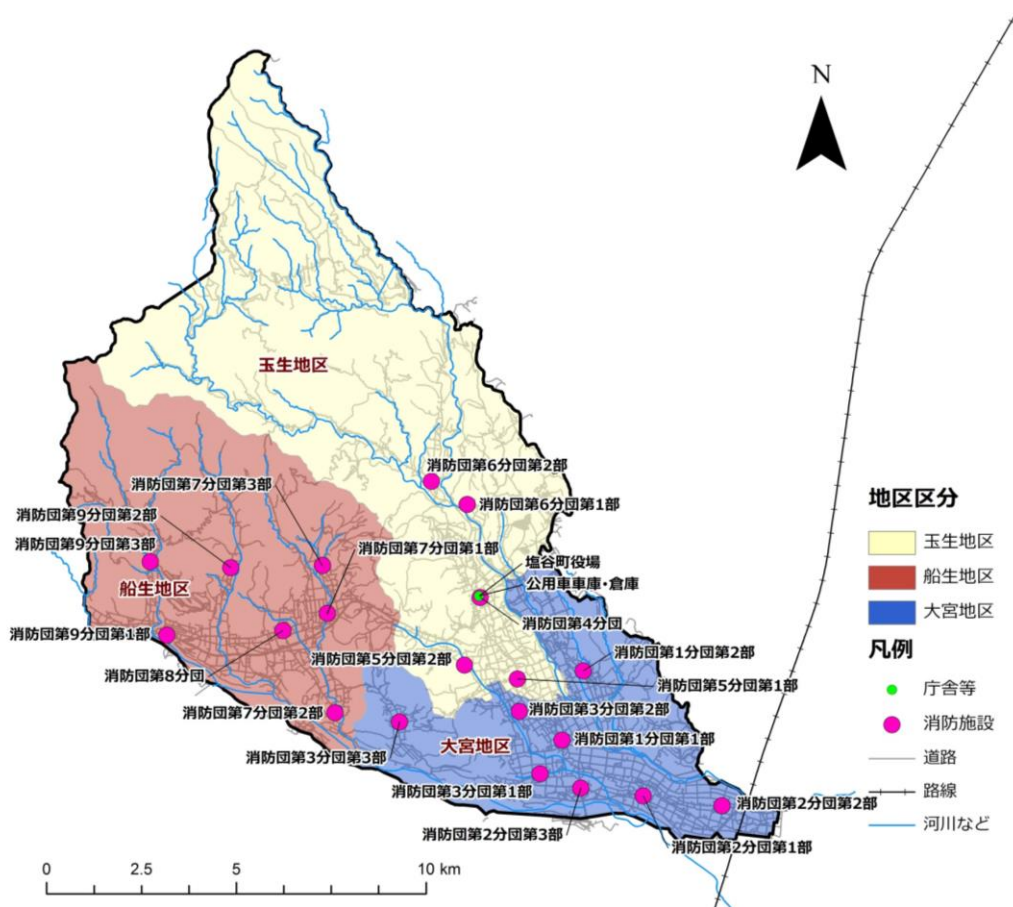 N
玉生地区
消防団第6分団第2部
消防団第7分団第3部
消防団第6分団第1部
消防団第9分団第2部
消防団第9分団第3部
消防団第7分団第1部
塩谷町役場
公用車車庫・倉庫
船生地区
消防団第4分団
消防団第9分団第1部
消防団第5分団第2部
消防団第1分団第2部
消防団第8分団
消防団第5分団第1部
消防団第7分団第2部
消防団第3分団第2部
大宮地区
消防団第1分団第1部
消防団第3分団第3部
消防団第3分団第1部
消防団第2分団第2部
消防団第2分団第3部
消防団第2分団第1部
地区区分
玉生地区
船生地区
大宮地区
凡例
庁舎等
消防施設
道路
路線
河川など
0 2.5 5 10 km